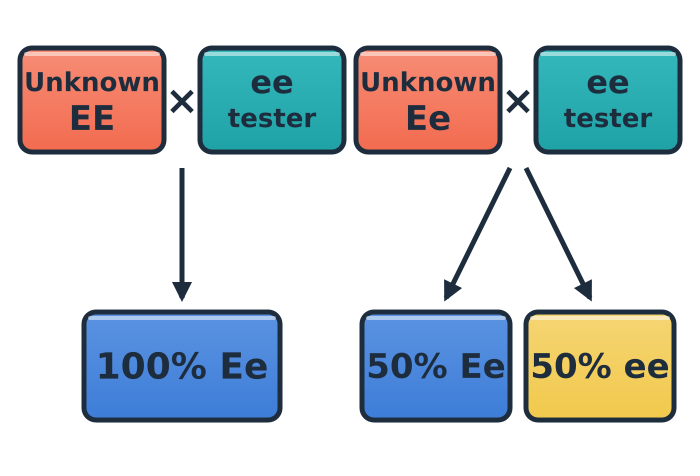 Unknown
EE
×
ee
tester
Unknown
Ee
×
ee
tester
100% Ee
50% Ee
50% ee